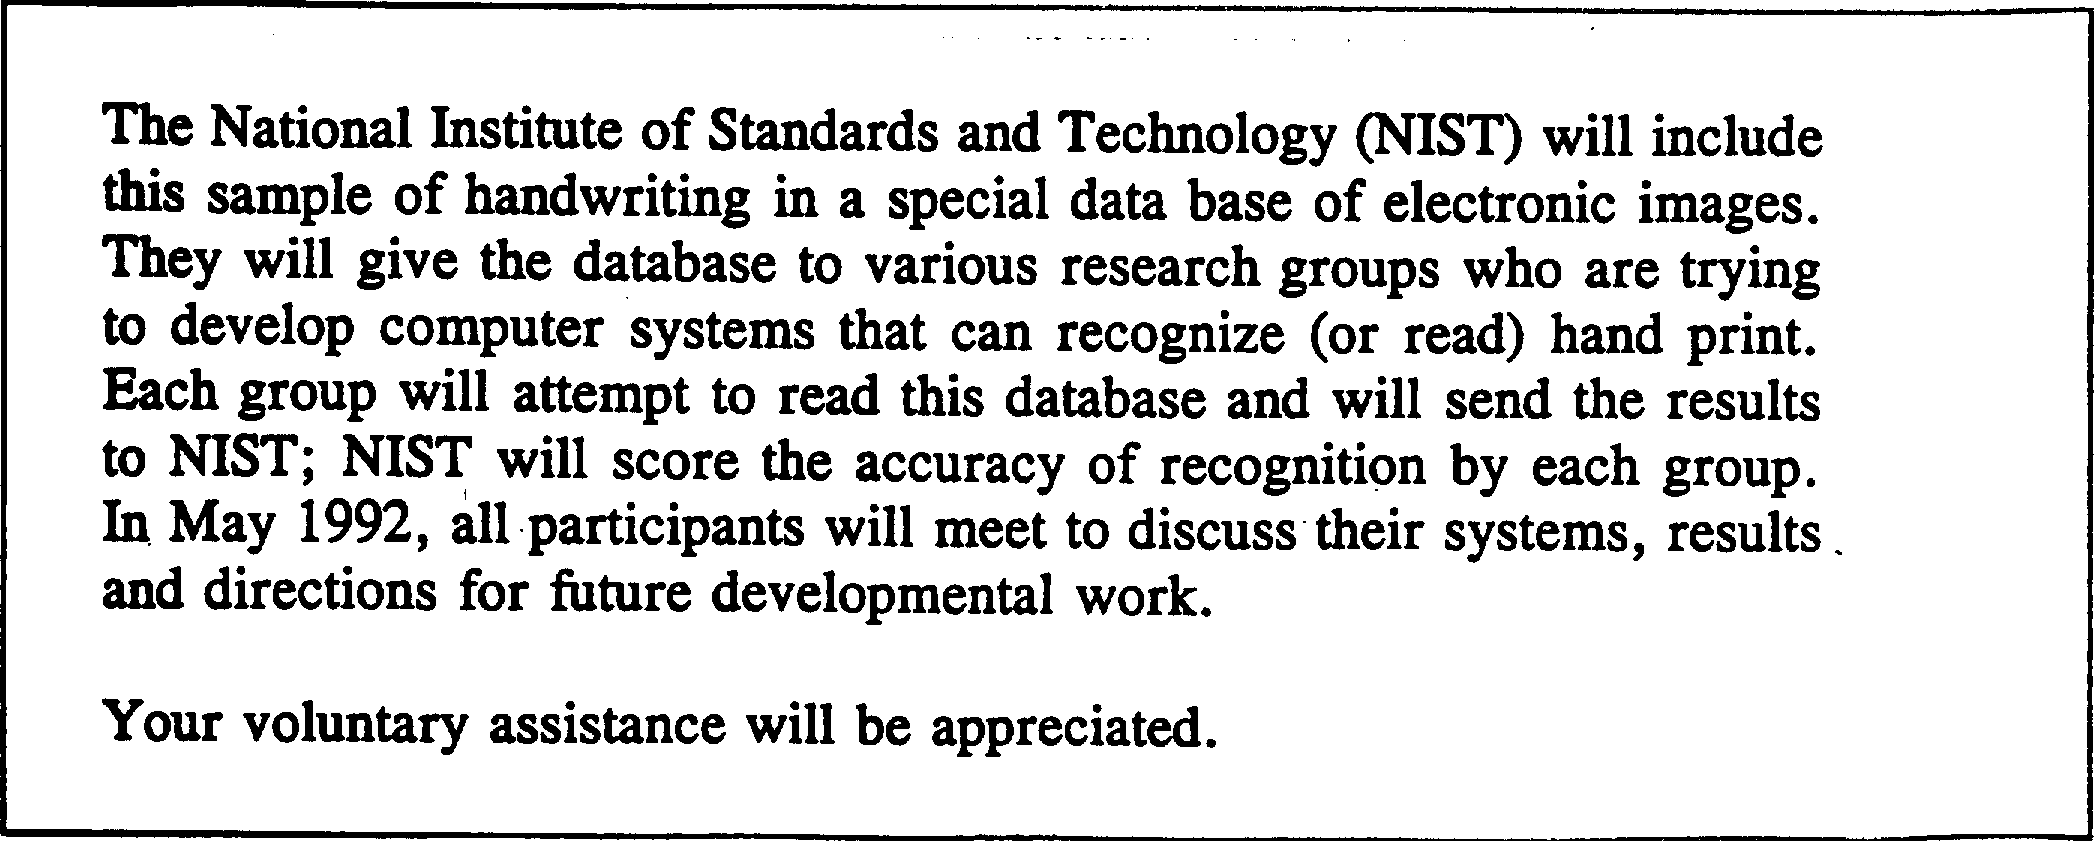 The National Institute of Standards and Technology (NIST) will include
this sample of handwriting in a special data base of electronic images.
They will give the database to various research groups who are trying
to develop computer systems that can recognize (or read) hand print.
Each group will attempt to read this database and will send the results
to NIST; NIST will score the accuracy of recognition by each group.
In May 1992, all participants will meet to discuss their systems, results
and directions for future developmental work.
Your voluntary assistance will be appreciated.